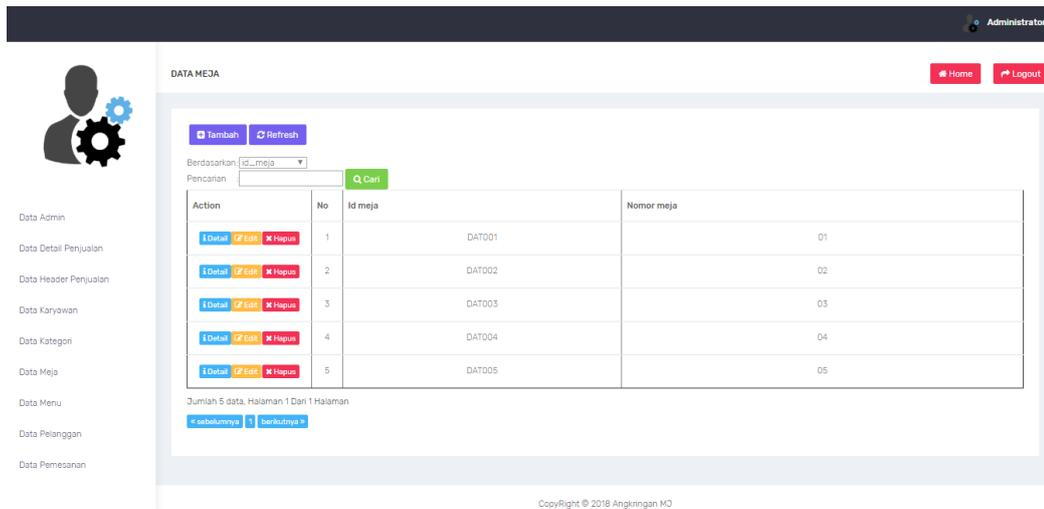 Administrator
DATA MEJA
Home Logout
Tambah Refresh
Berdasarkan: id_meja
Pencarian :
Cari
Action No Id meja Nomor meja
Detail Edit Hapus 1 DAT001 01
Detail Edit Hapus 2 DAT002 02
Detail Edit Hapus 3 DAT003 03
Detail Edit Hapus 4 DAT004 04
Detail Edit Hapus 5 DAT005 05
Jumlah 5 data, Halaman 1 Dari 1 Halaman
« sebelumnya 1 berikutnya »
Data Admin
Data Detail Penjualan
Data Header Penjualan
Data Karyawan
Data Kategori
Data Meja
Data Menu
Data Pelanggan
Data Pemesanan
CopyRight © 2018 Angkringan MJ